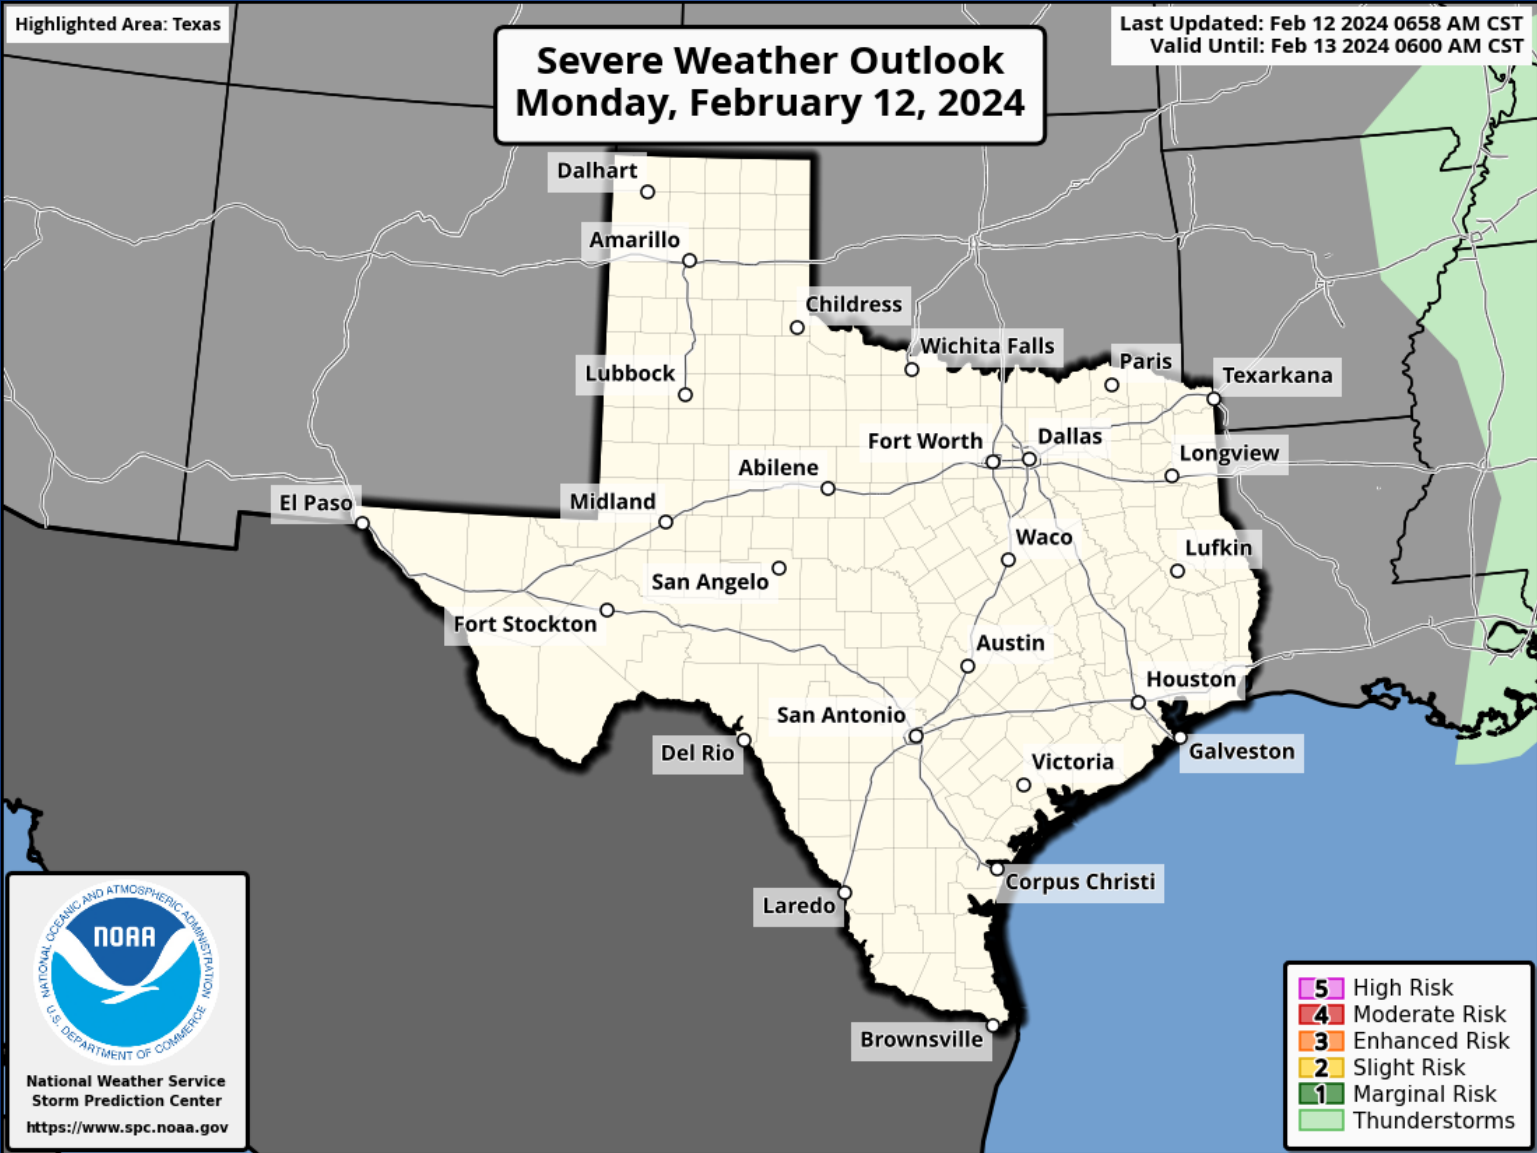 Highlighted Area: Texas
Severe Weather Outlook
Monday, February 12, 2024
Last Updated: Feb 12 2024 0658 AM CST
Valid Until: Feb 13 2024 0600 AM CST
Dalhart
Amarillo
Childress
Wichita Falls
Paris
Texarkana
Lubbock
Fort Worth
Dallas
Longview
Abilene
Midland
El Paso
Waco
Lufkin
San Angelo
Fort Stockton
Austin
Houston
San Antonio
Del Rio
Galveston
Victoria
Corpus Christi
Laredo
Brownsville
NATIONAL OCEANIC AND ATMOSPHERIC ADMINISTRATION
NOAA
U.S. DEPARTMENT OF COMMERCE
National Weather Service
Storm Prediction Center
https://www.spc.noaa.gov
5 High Risk
4 Moderate Risk
3 Enhanced Risk
2 Slight Risk
1 Marginal Risk
Thunderstorms